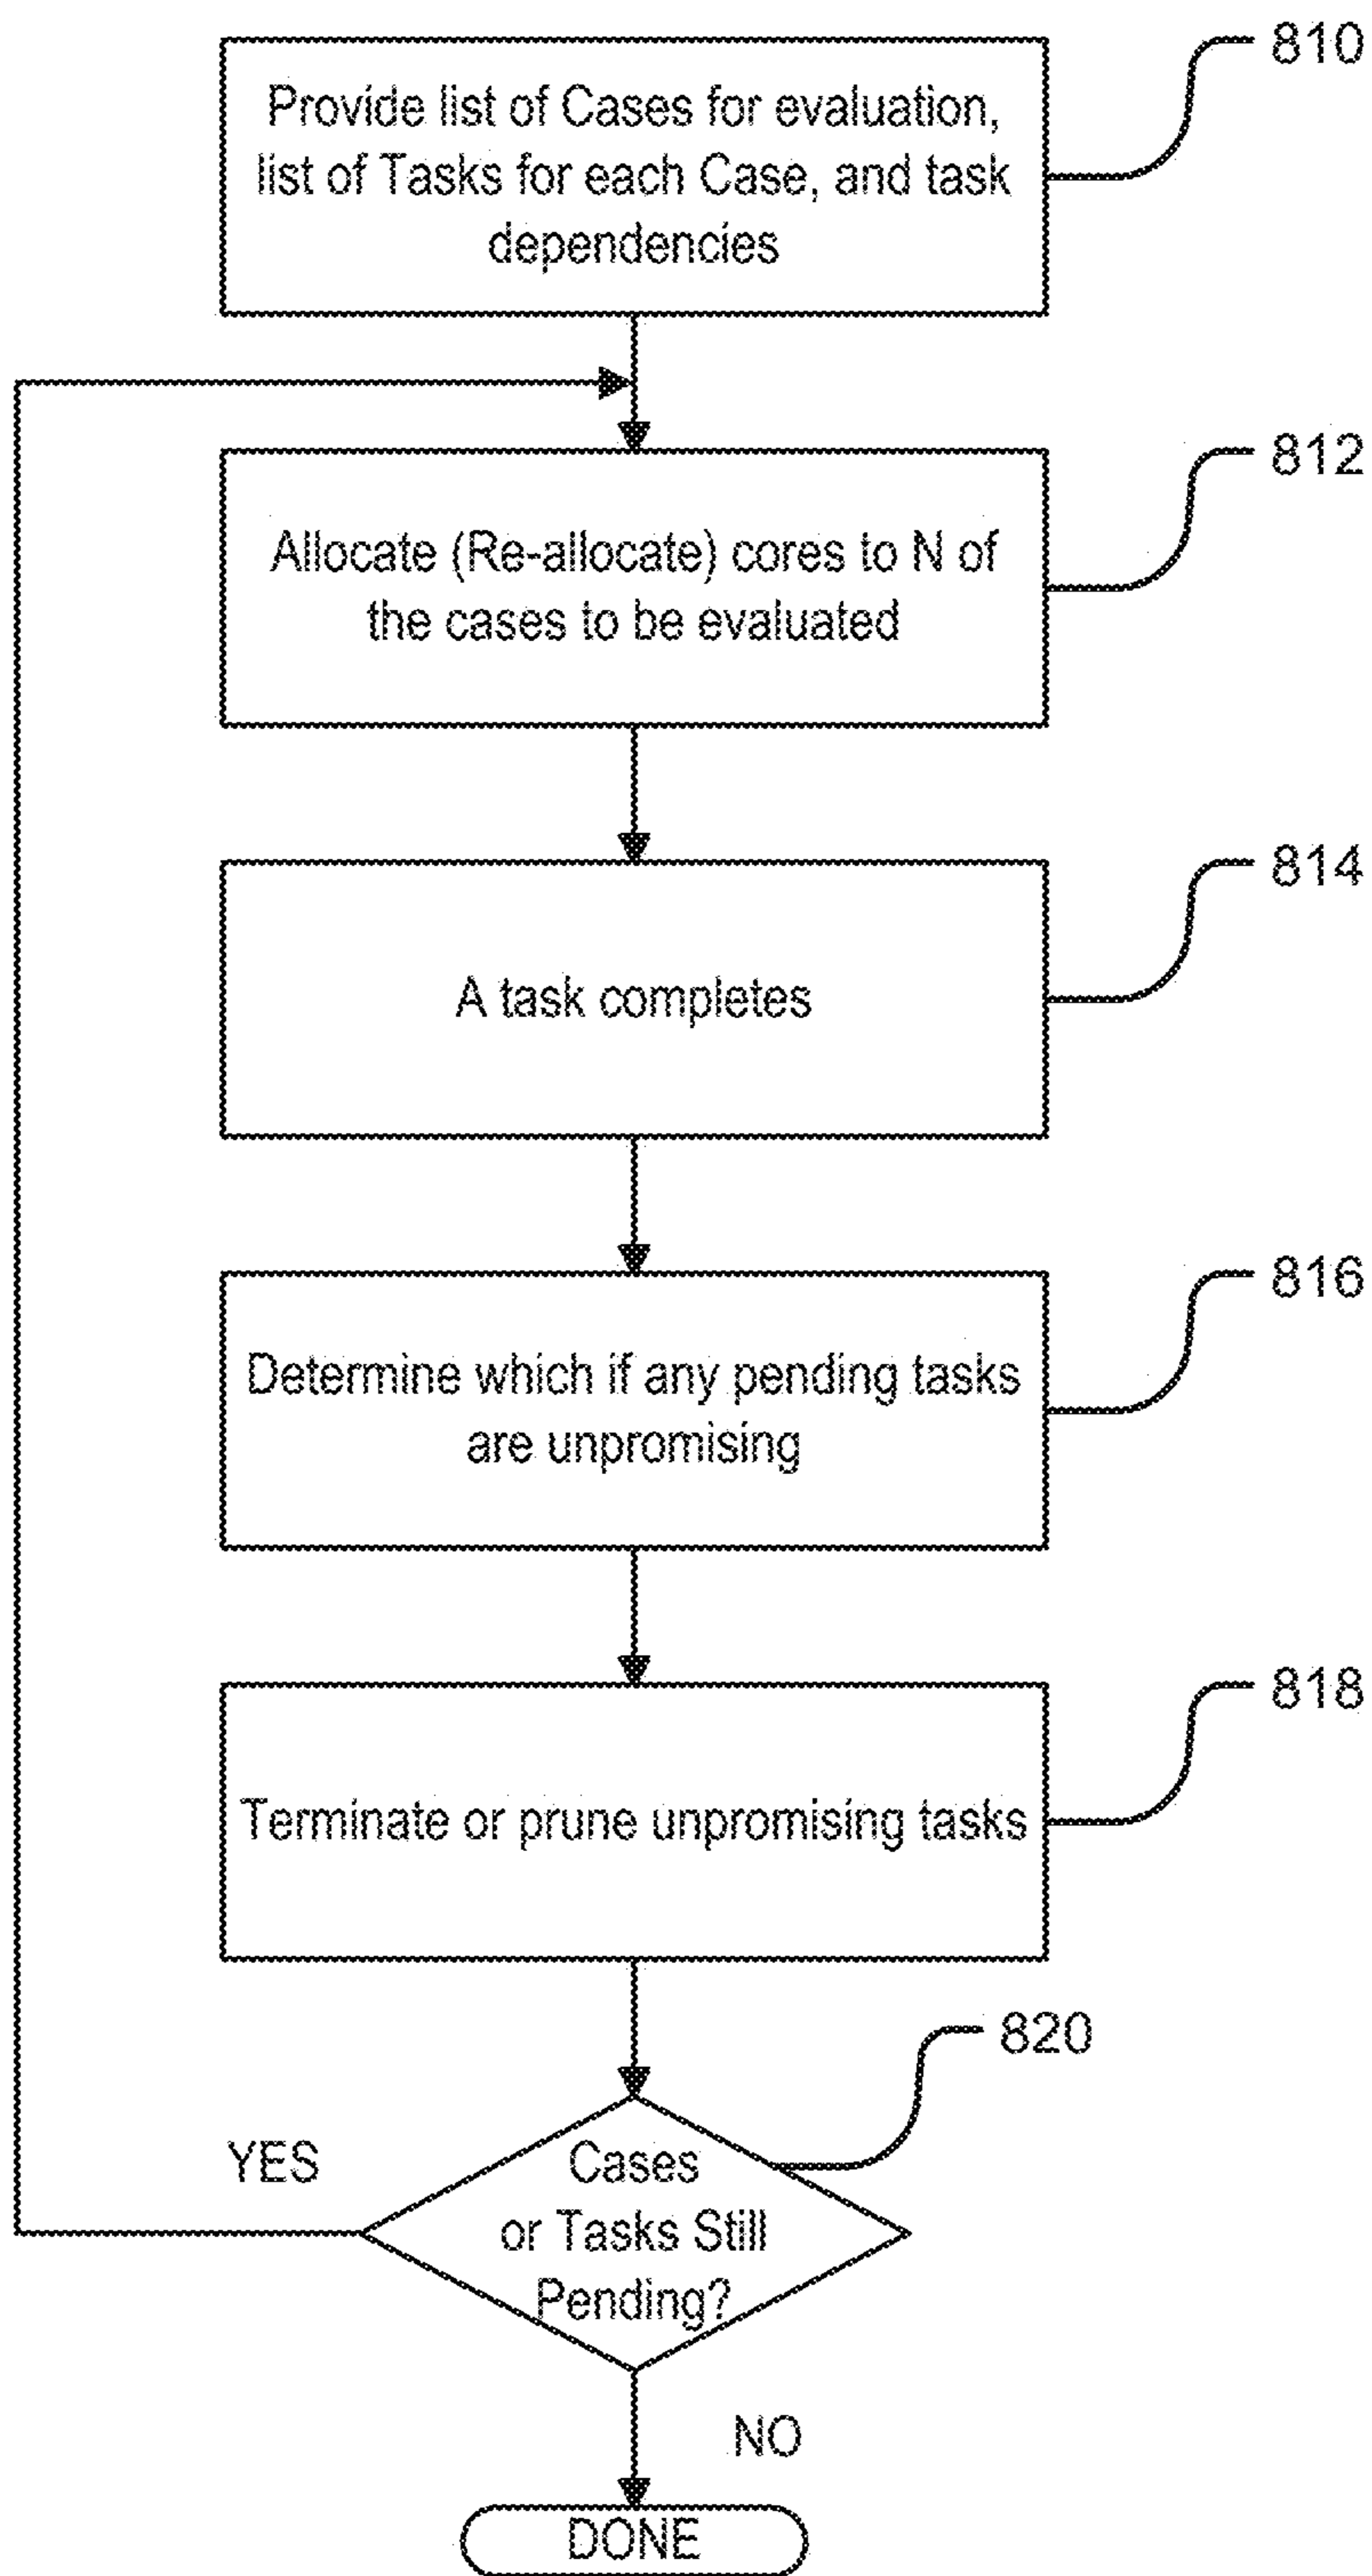 810
Provide list of Cases for evaluation,
list of Tasks for each Case, and task
dependencies
812
Allocate (Re-allocate) cores to N of
the cases to be evaluated
814
A task completes
816
Determine which if any pending tasks
are unpromising
818
Terminate or prune unpromising tasks
820
YES
Cases
or Tasks Still
Pending?
NO
DONE